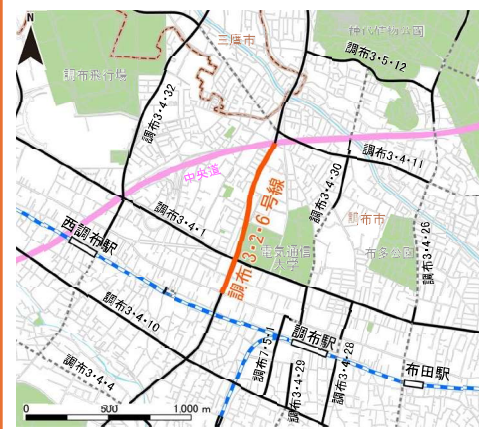 N
三鷹市
神代植物公園
調布3・5・12
調布飛行場
調布3・4・32
調布3・4・11
中央道
調布3・4・30
調布3・2・6号線
調布市
調布3・4・1
調布3・4・26
西調布駅
電気通信
大学
布多公園
調布3・4・10
調布駅
調布7・5・1
調布3・4・28
調布3・4・4
調布3・4・29
布田駅
0 500 1,000 m